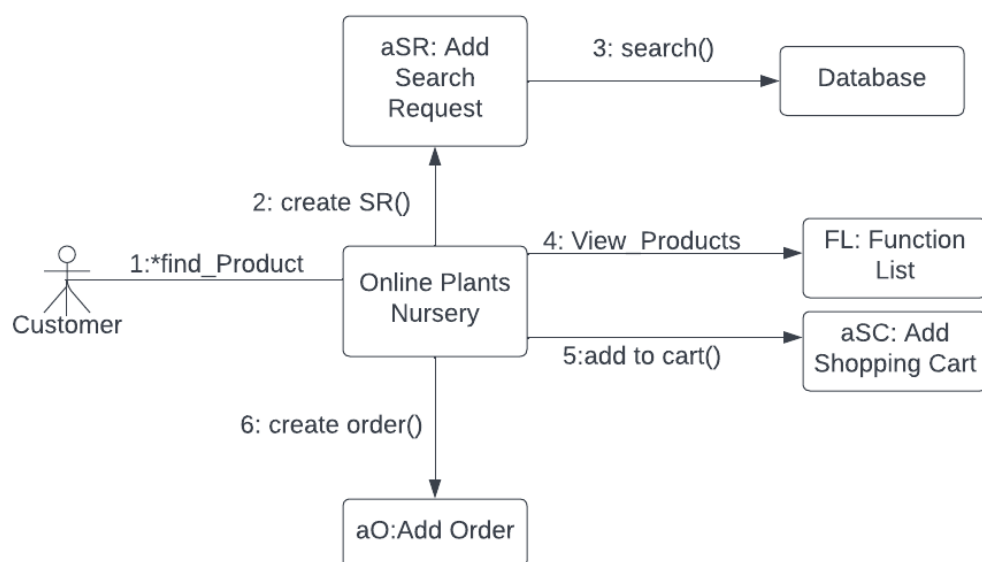 aSR: Add
Search
Request
3: search()
Database
2: create SR()
4: View_Products
FL: Function
List
1:*find_Product
Online Plants
Nursery
Customer
aSC: Add
Shopping Cart
5:add to cart()
6: create order()
aO:Add Order